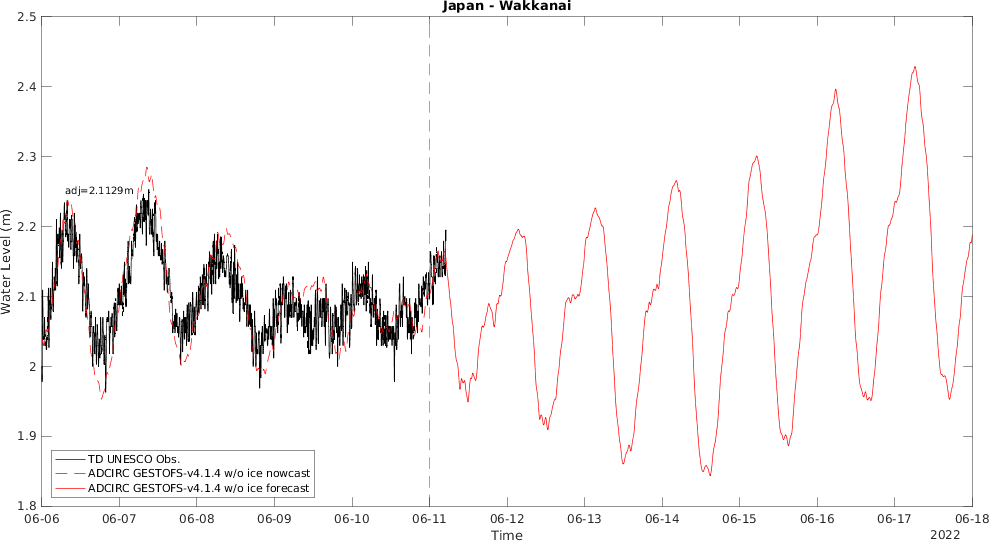 Japan - Wakkanai
2.5
2.4
2.3
2.2
2.1
2
1.9
1.8
Water Level (m)
adj=2.1129m
TD UNESCO Obs.
ADCIRC GESTOFS-v4.1.4 w/o ice nowcast
ADCIRC GESTOFS-v4.1.4 w/o ice forecast
06-06 06-07 06-08 06-09 06-10 06-11 06-12 06-13 06-14 06-15 06-16 06-17 06-18
Time
2022